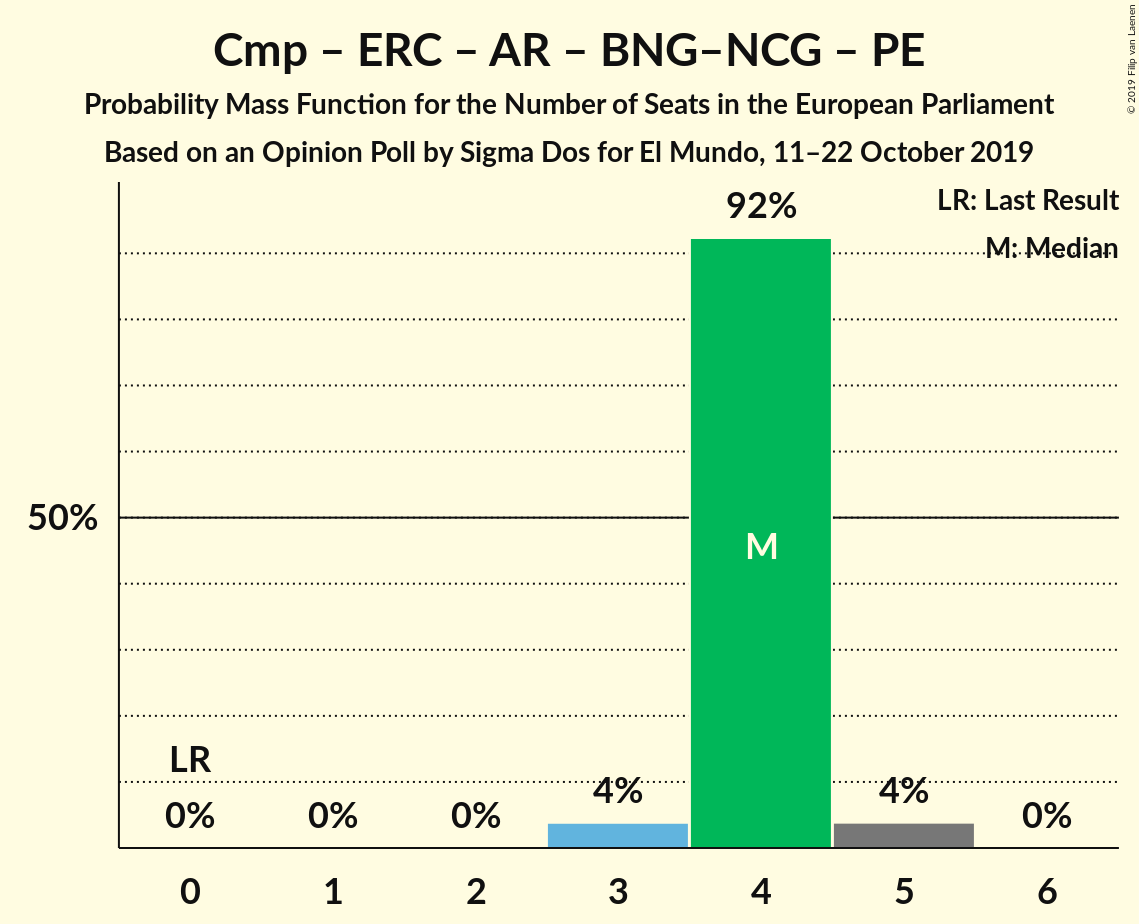 Cmp – ERC – AR – BNG–NCG – PE
Probability Mass Function for the Number of Seats in the European Parliament
Based on an Opinion Poll by Sigma Dos for El Mundo, 11–22 October 2019
© 2019 Filip van Laenen
LR: Last Result
M: Median
92%
50%
M
LR
0%
0%
0%
4%
4%
0%
0
1
2
3
4
5
6